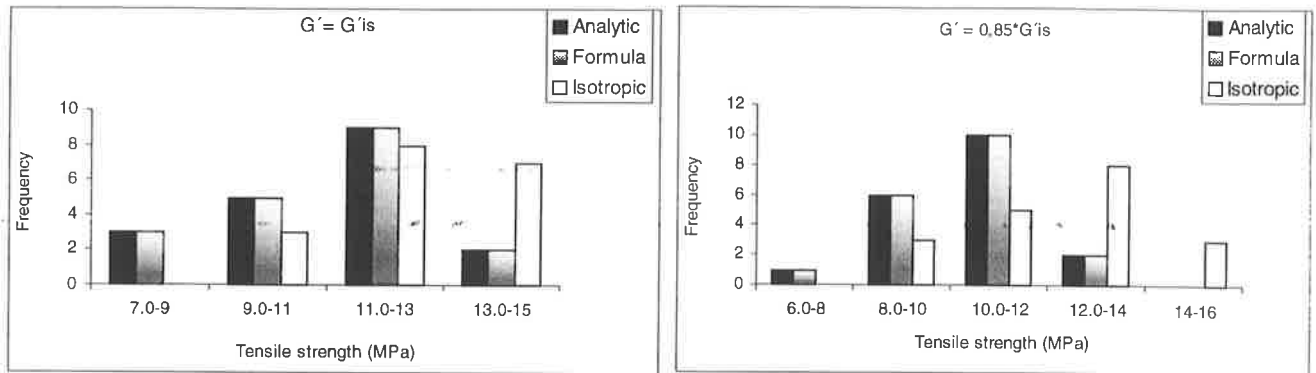 G´= G´is
Analytic
Formula
Isotropic
10
8
6
4
2
0
Frequency
7.0-9
9.0-11
11.0-13
13.0-15
Tensile strength (MPa)
G´ = 0.85*G´is
Analytic
Formula
Isotropic
12
10
8
6
4
2
0
Frequency
6.0-8
8.0-10
10.0-12
12.0-14
14-16
Tensile strength (MPa)